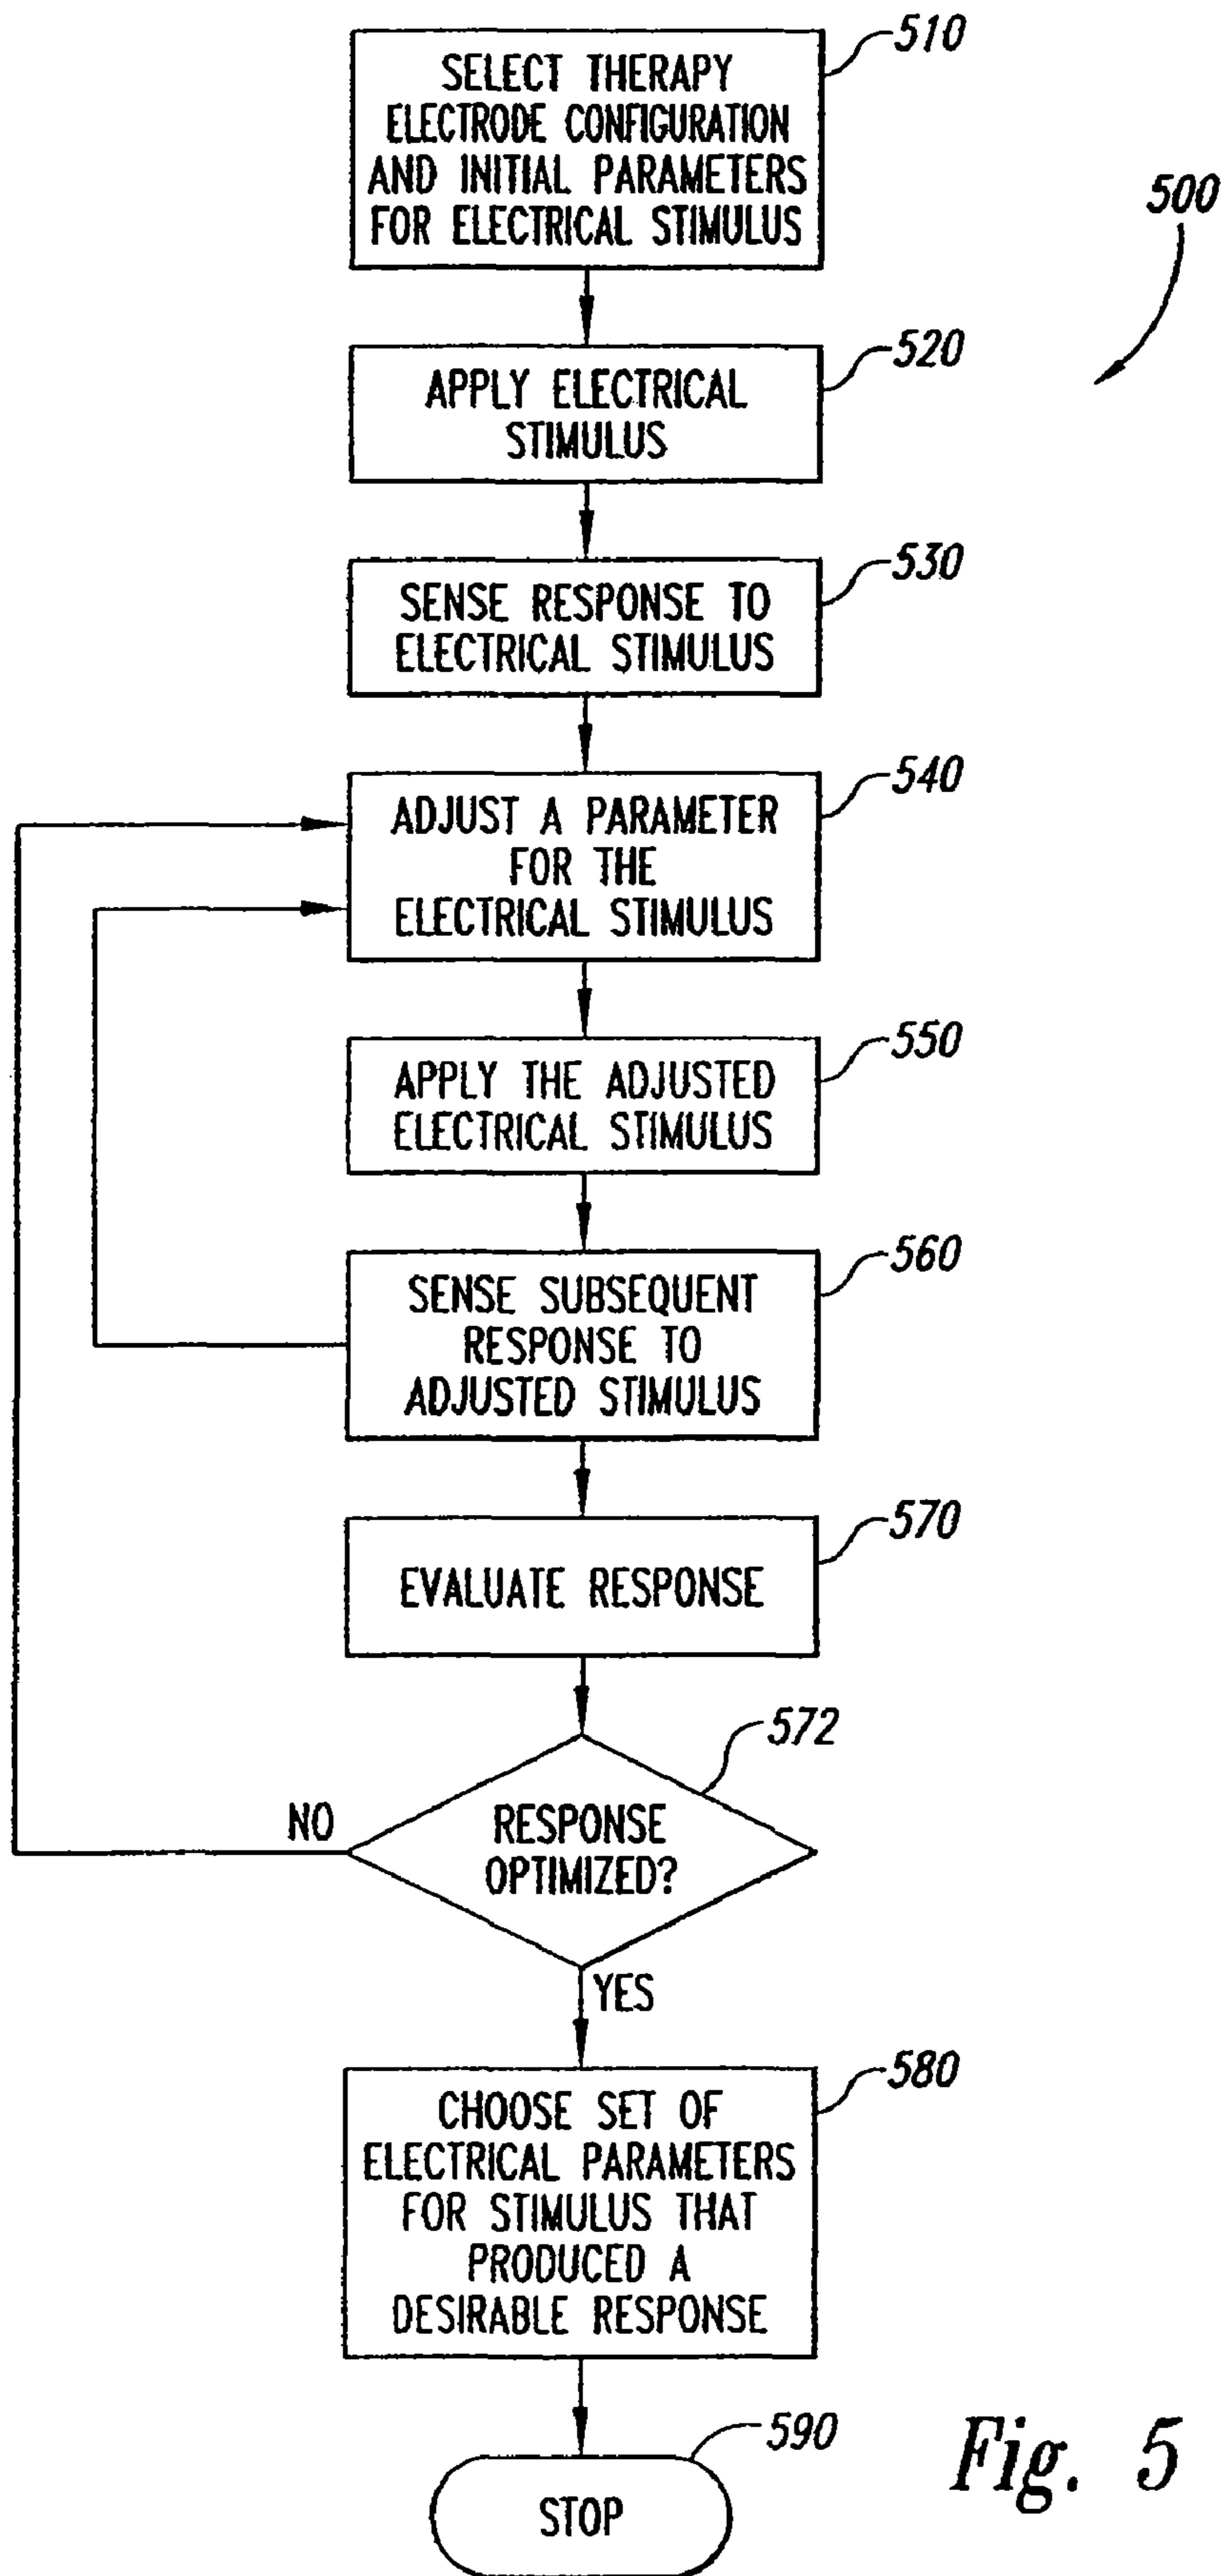 510
SELECT THERAPY
ELECTRODE CONFIGURATION
AND INITIAL PARAMETERS
FOR ELECTRICAL STIMULUS
500
520
APPLY ELECTRICAL
STIMULUS
530
SENSE RESPONSE TO
ELECTRICAL STIMULUS
540
ADJUST A PARAMETER
FOR THE
ELECTRICAL STIMULUS
550
APPLY THE ADJUSTED
ELECTRICAL STIMULUS
560
SENSE SUBSEQUENT
RESPONSE TO
ADJUSTED STIMULUS
570
EVALUATE RESPONSE
572
NO
RESPONSE
OPTIMIZED?
YES
580
CHOOSE SET OF
ELECTRICAL PARAMETERS
FOR STIMULUS THAT
PRODUCED A
DESIRABLE RESPONSE
590
STOP
Fig. 5